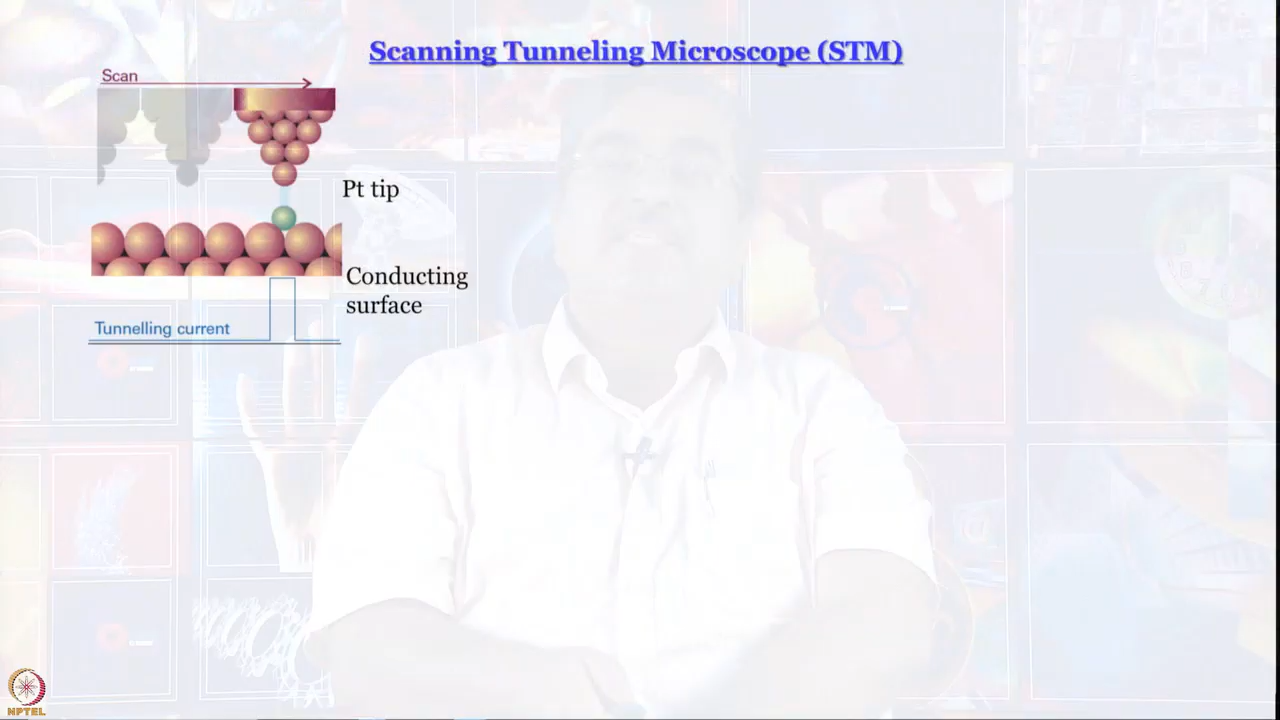 Scanning Tunneling Microscope (STM)
Scan
Pt tip
Conducting
surface
Tunnelling current
NPTEL